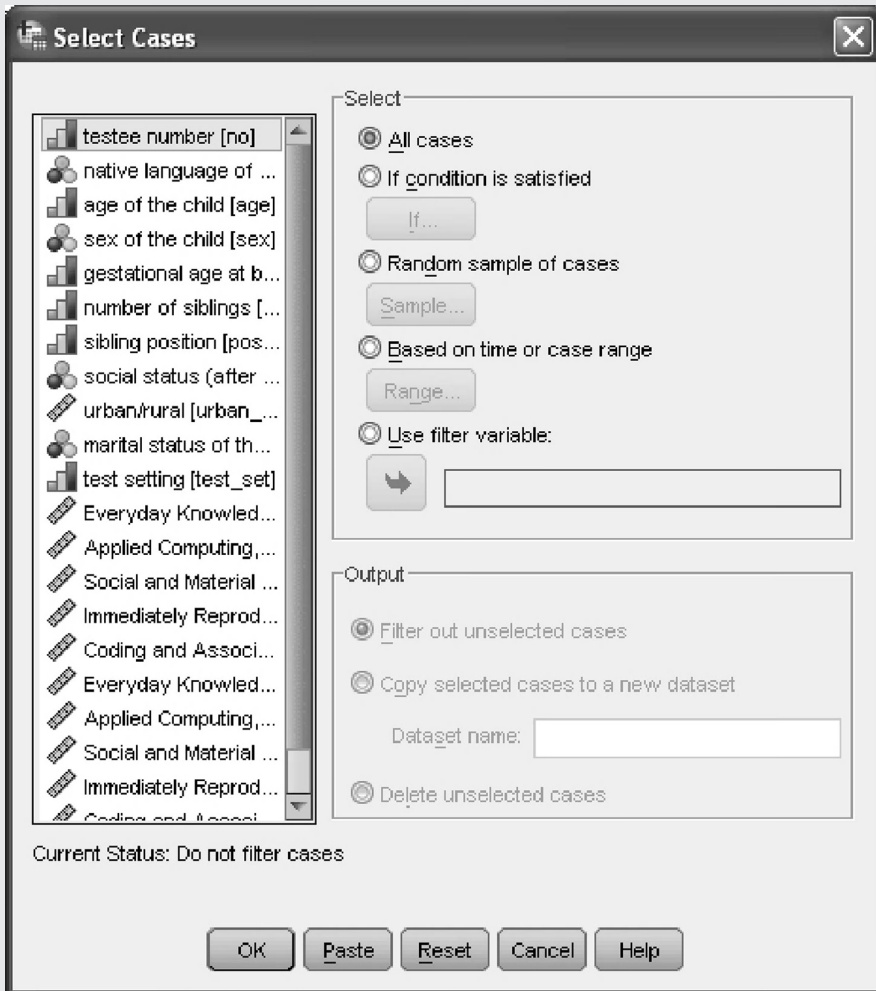 Select Cases
testee number [no]
native language of ...
age of the child [age]
sex of the child [sex]
gestational age at b...
number of siblings [...
sibling position [pos...
social status (after ...
urban/rural [urban_...
marital status of th...
test setting [test_set]
Everyday Knowled...
Applied Computing,...
Social and Material ...
Immediately Reprod...
Coding and Associ...
Everyday Knowled...
Applied Computing,...
Social and Material ...
Immediately Reprod...
Coding and Associ...
Current Status: Do not filter cases
Select
All cases
If condition is satisfied
If...
Random sample of cases
Sample...
Based on time or case range
Range...
Use filter variable:
Output
Filter out unselected cases
Copy selected cases to a new dataset
Dataset name:
Delete unselected cases
OK
Paste
Reset
Cancel
Help